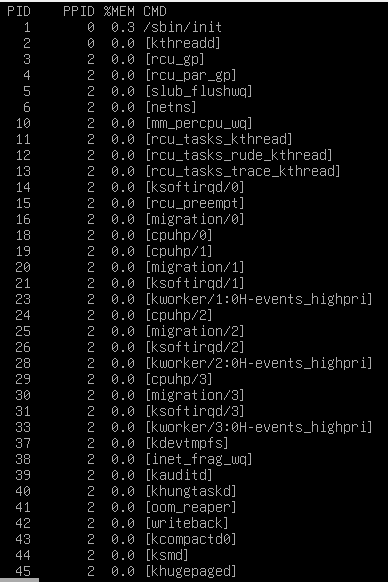 PID PPID %MEM CMD
1 0 0.3 /sbin/init
2 0 0.0 [kthreadd]
3 2 0.0 [rcu_gp]
4 2 0.0 [rcu_par_gp]
5 2 0.0 [slub_flushwq]
6 2 0.0 [netns]
10 2 0.0 [mm_percpu_wq]
11 2 0.0 [rcu_tasks_kthread]
12 2 0.0 [rcu_tasks_rude_kthread]
13 2 0.0 [rcu_tasks_trace_kthread]
14 2 0.0 [ksoftirqd/0]
15 2 0.0 [rcu_preempt]
16 2 0.0 [migration/0]
18 2 0.0 [cpuhp/0]
19 2 0.0 [cpuhp/1]
20 2 0.0 [migration/1]
21 2 0.0 [ksoftirqd/1]
23 2 0.0 [kworker/1:0H-events_highpri]
24 2 0.0 [cpuhp/2]
25 2 0.0 [migration/2]
26 2 0.0 [ksoftirqd/2]
28 2 0.0 [kworker/2:0H-events_highpri]
29 2 0.0 [cpuhp/3]
30 2 0.0 [migration/3]
31 2 0.0 [ksoftirqd/3]
33 2 0.0 [kworker/3:0H-events_highpri]
37 2 0.0 [kdevtmpfs]
38 2 0.0 [inet_frag_wq]
39 2 0.0 [kauditd]
40 2 0.0 [khungtaskd]
41 2 0.0 [oom_reaper]
42 2 0.0 [writeback]
43 2 0.0 [kcompactd0]
44 2 0.0 [ksmd]
45 2 0.0 [khugepaged]